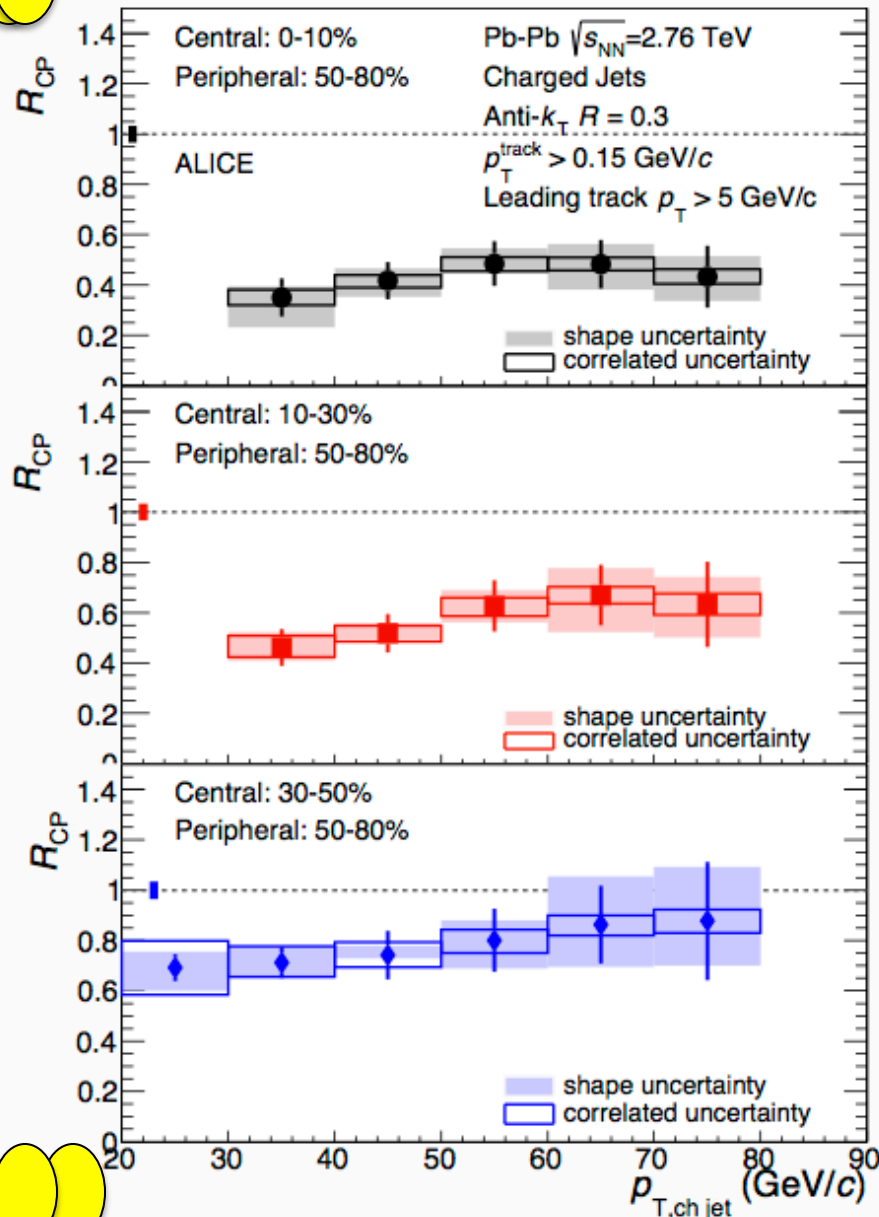 Central: 0-10%
Peripheral: 50-80%
ALICE
Pb-Pb √sNN=2.76 TeV
Charged Jets
Anti-kT R = 0.3
pTtrack > 0.15 GeV/c
Leading track pT > 5 GeV/c
RCP
1.4
1.2
1
0.8
0.6
0.4
0.2
0
shape uncertainty
correlated uncertainty
Central: 10-30%
Peripheral: 50-80%
RCP
1.4
1.2
1
0.8
0.6
0.4
0.2
0
shape uncertainty
correlated uncertainty
Central: 30-50%
Peripheral: 50-80%
RCP
1.4
1.2
1
0.8
0.6
0.4
0.2
0
shape uncertainty
correlated uncertainty
20 30 40 50 60 70 80 90
pT,ch jet (GeV/c)